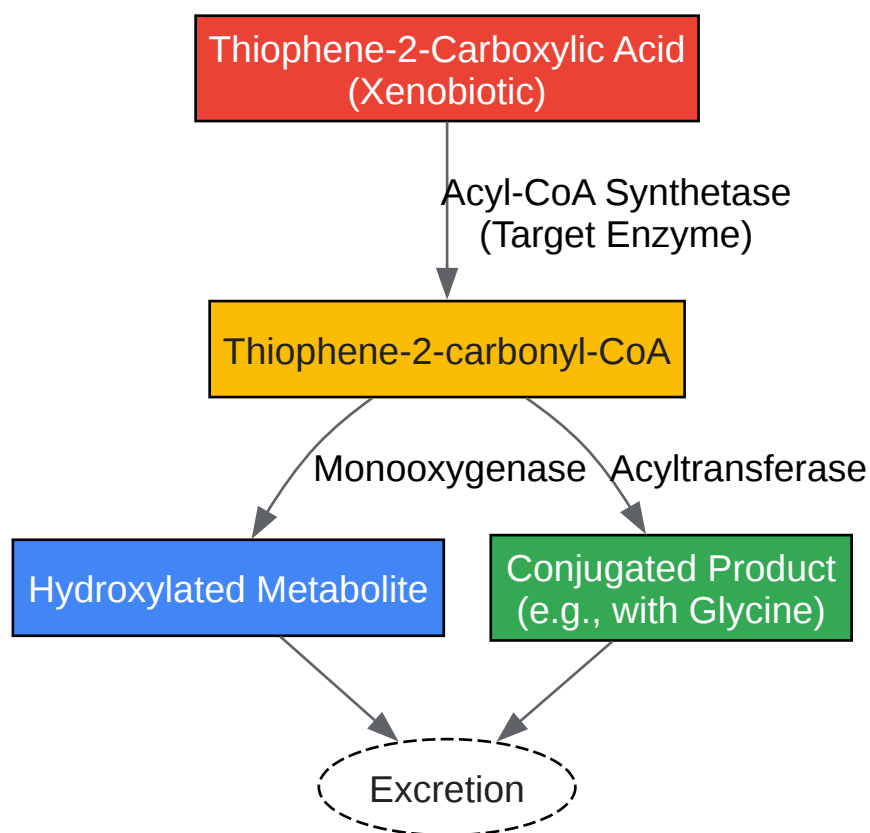 Thiophene-2-Carboxylic Acid
(Xenobiotic)
Acyl-CoA Synthetase
(Target Enzyme)
Thiophene-2-carbonyl-CoA
Monooxygenase
Acyltransferase
Hydroxylated Metabolite
Conjugated Product
(e.g., with Glycine)
Excretion